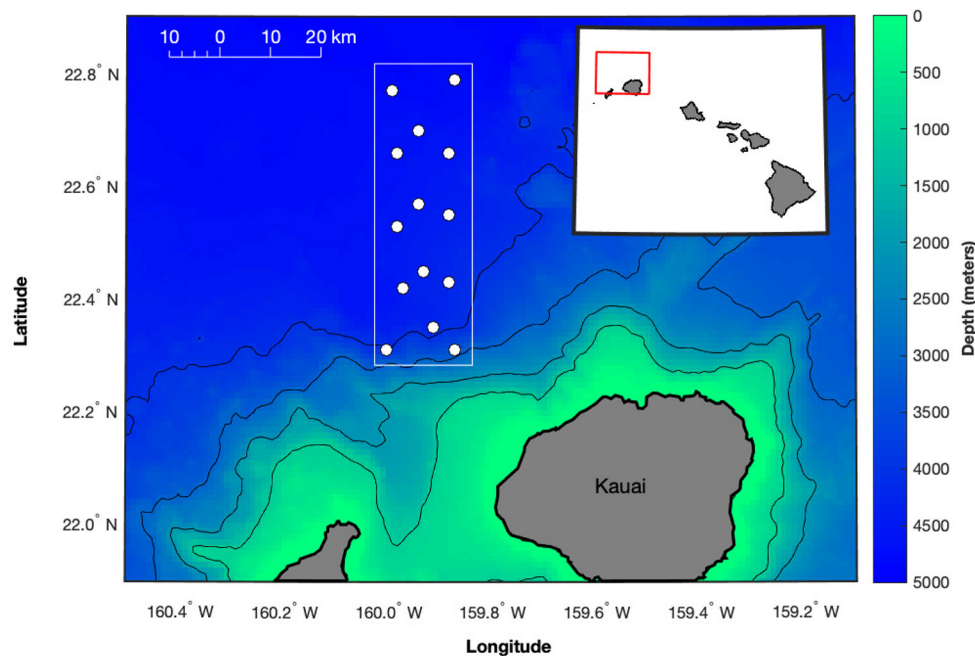 10 0 10 20 km
22.8° N
22.6° N
22.4° N
22.2° N
22.0° N
Latitude
Kauai
160.4° W 160.2° W 160.0° W 159.8° W 159.6° W 159.4° W 159.2° W
Longitude
0
500
1000
1500
2000
2500
3000
3500
4000
4500
5000
Depth (meters)